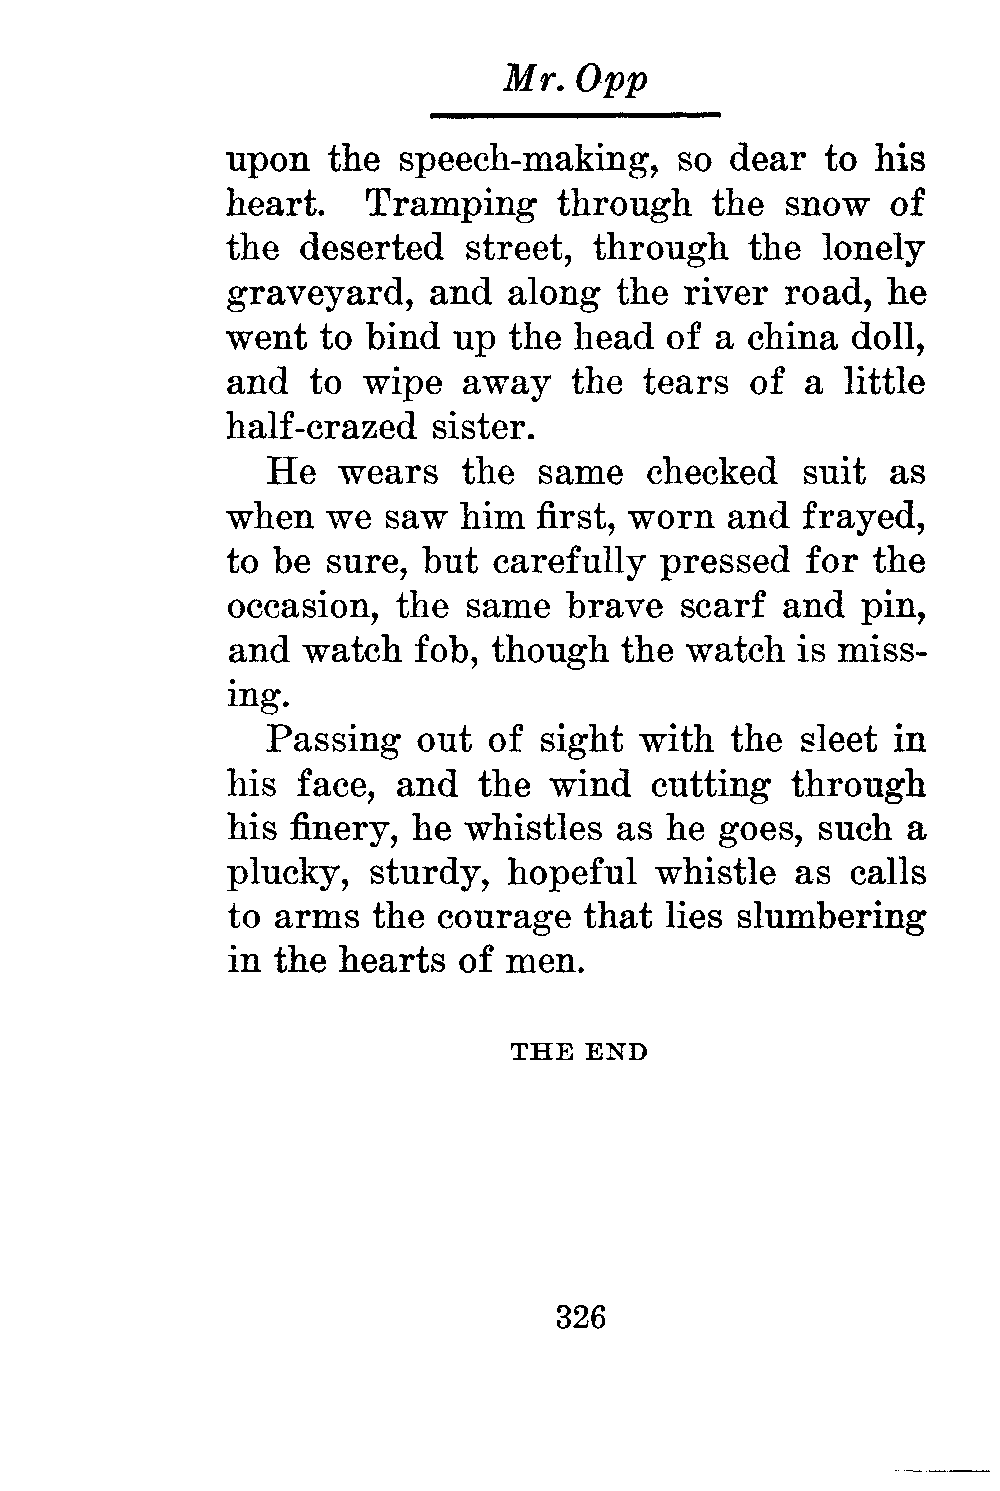 Mr. Opp
upon the speech-making, so dear to his
heart. Tramping through the snow of
the deserted street, through the lonely
graveyard, and along the river road, he
went to bind up the head of a china doll,
and to wipe away the tears of a little
half-crazed sister.
He wears the same checked suit as
when we saw him first, worn and frayed,
to be sure, but carefully pressed for the
occasion, the same brave scarf and pin,
and watch fob, though the watch is miss-
ing.
Passing out of sight with the sleet in
his face, and the wind cutting through
his finery, he whistles as he goes, such a
plucky, sturdy, hopeful whistle as calls
to arms the courage that lies slumbering
in the hearts of men.
THE END
326